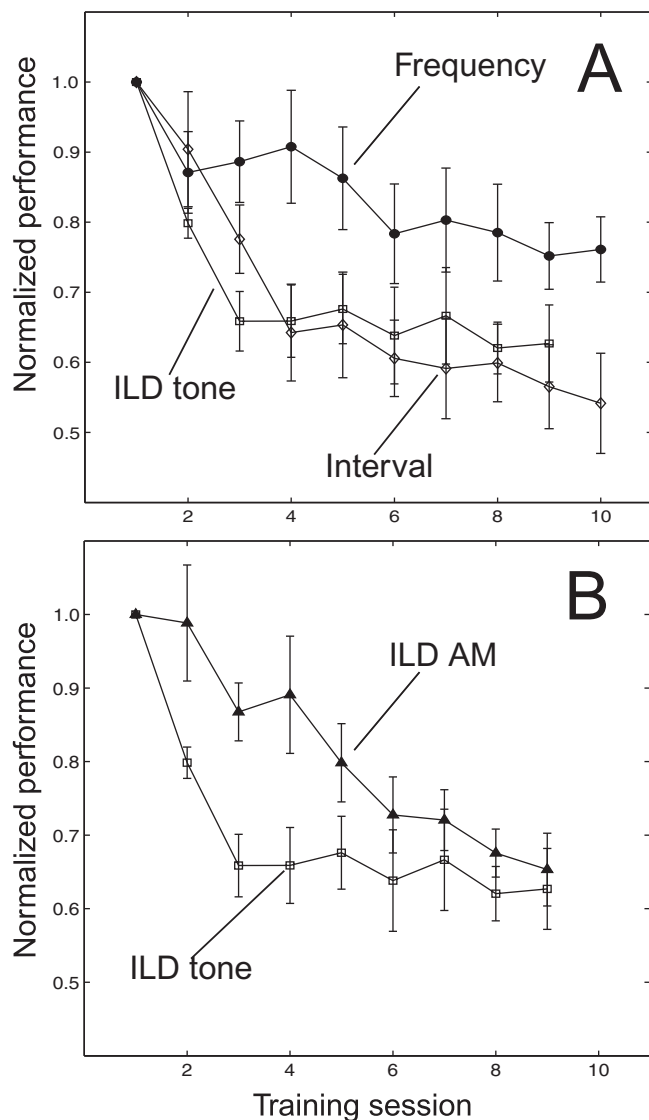 A
Frequency
ILD tone
Interval
Normalized performance
1.0
0.9
0.8
0.7
0.6
0.5
2 4 6 8 10
B
ILD AM
ILD tone
Normalized performance
1.0
0.9
0.8
0.7
0.6
0.5
2 4 6 8 10
Training session